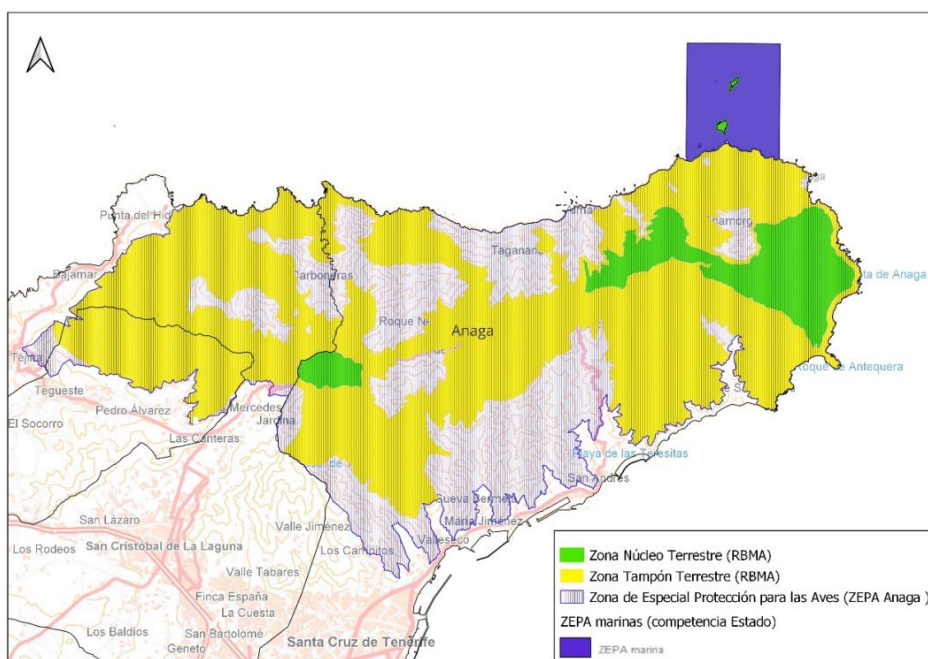 Punta del Hid
Bajamar
Carboneras
Taganana
Roque N
Anaga
ta de Anaga
Roque de Antequera
Tejina
Tegueste
Pedro Álvarez
El Socorro
Mercedes
Jardina
Las Canteras
Playa de las Teresitas
San Andrés
Cueva Bermeja
María Jiménez
Valleseco
San Lázaro
Valle Jiménez
Los Campitos
Los Rodeos
San Cristóbal de La Laguna
Valle Tabares
Finca España
La Cuesta
Los Baldíos
San Bartolomé
Geneto
Santa Cruz de Tenerife
Zona Núcleo Terrestre (RBMA)
Zona Tampón Terrestre (RBMA)
Zona de Especial Protección para las Aves (ZEPA Anaga )
ZEPA marinas (competencia Estado)
ZEPA marina